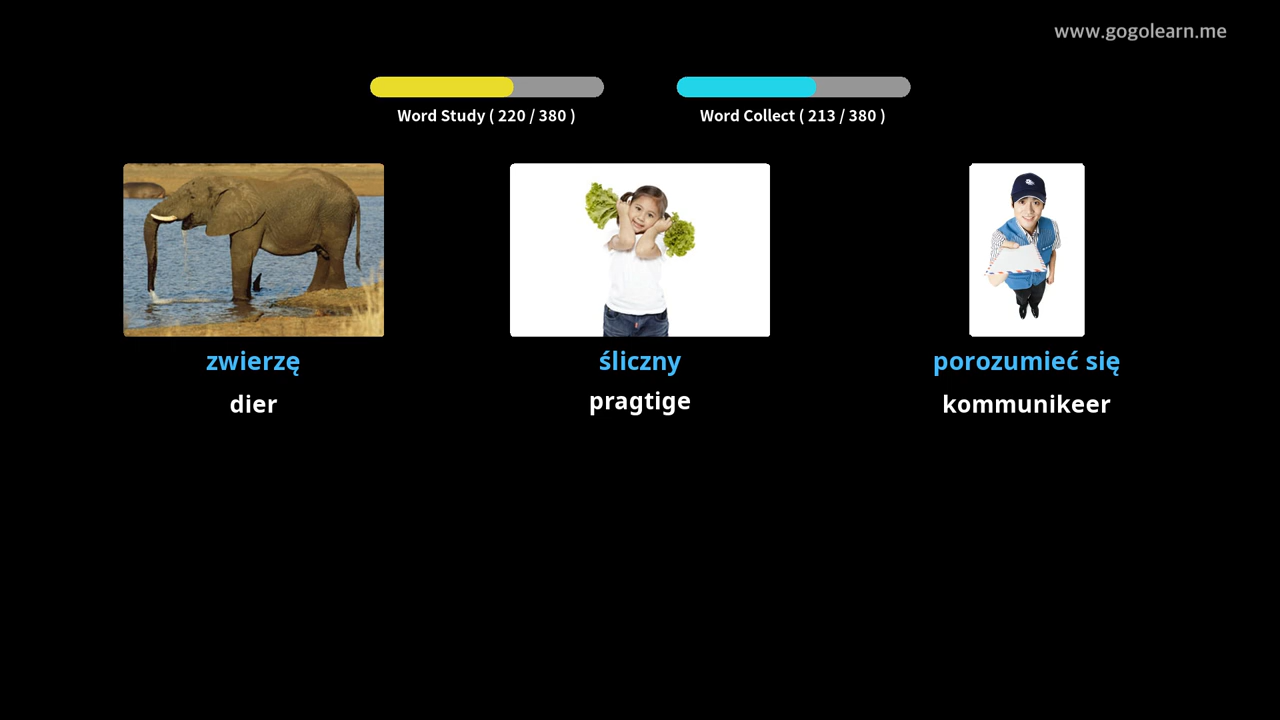 www.gogolearn.me
Word Study ( 220 / 380 )
Word Collect ( 213 / 380 )
zwierzę
śliczny
porozumieć się
dier
pragtige
kommunikeer